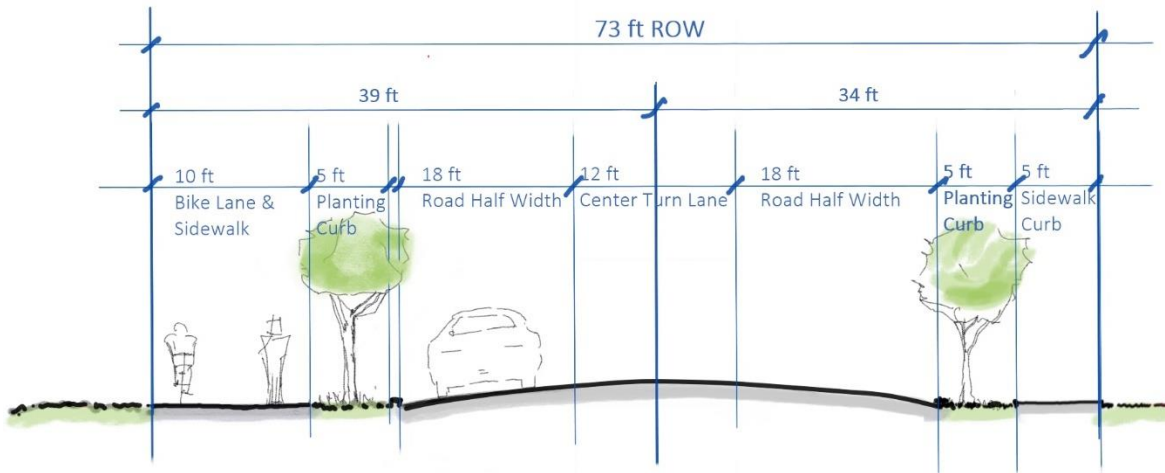 73 ft ROW
39 ft
34 ft
10 ft
Bike Lane &
Sidewalk
5 ft
Planting
Curb
18 ft
Road Half Width
12 ft
Center Turn Lane
18 ft
Road Half Width
5 ft
Planting
Curb
5 ft
Sidewalk
Curb